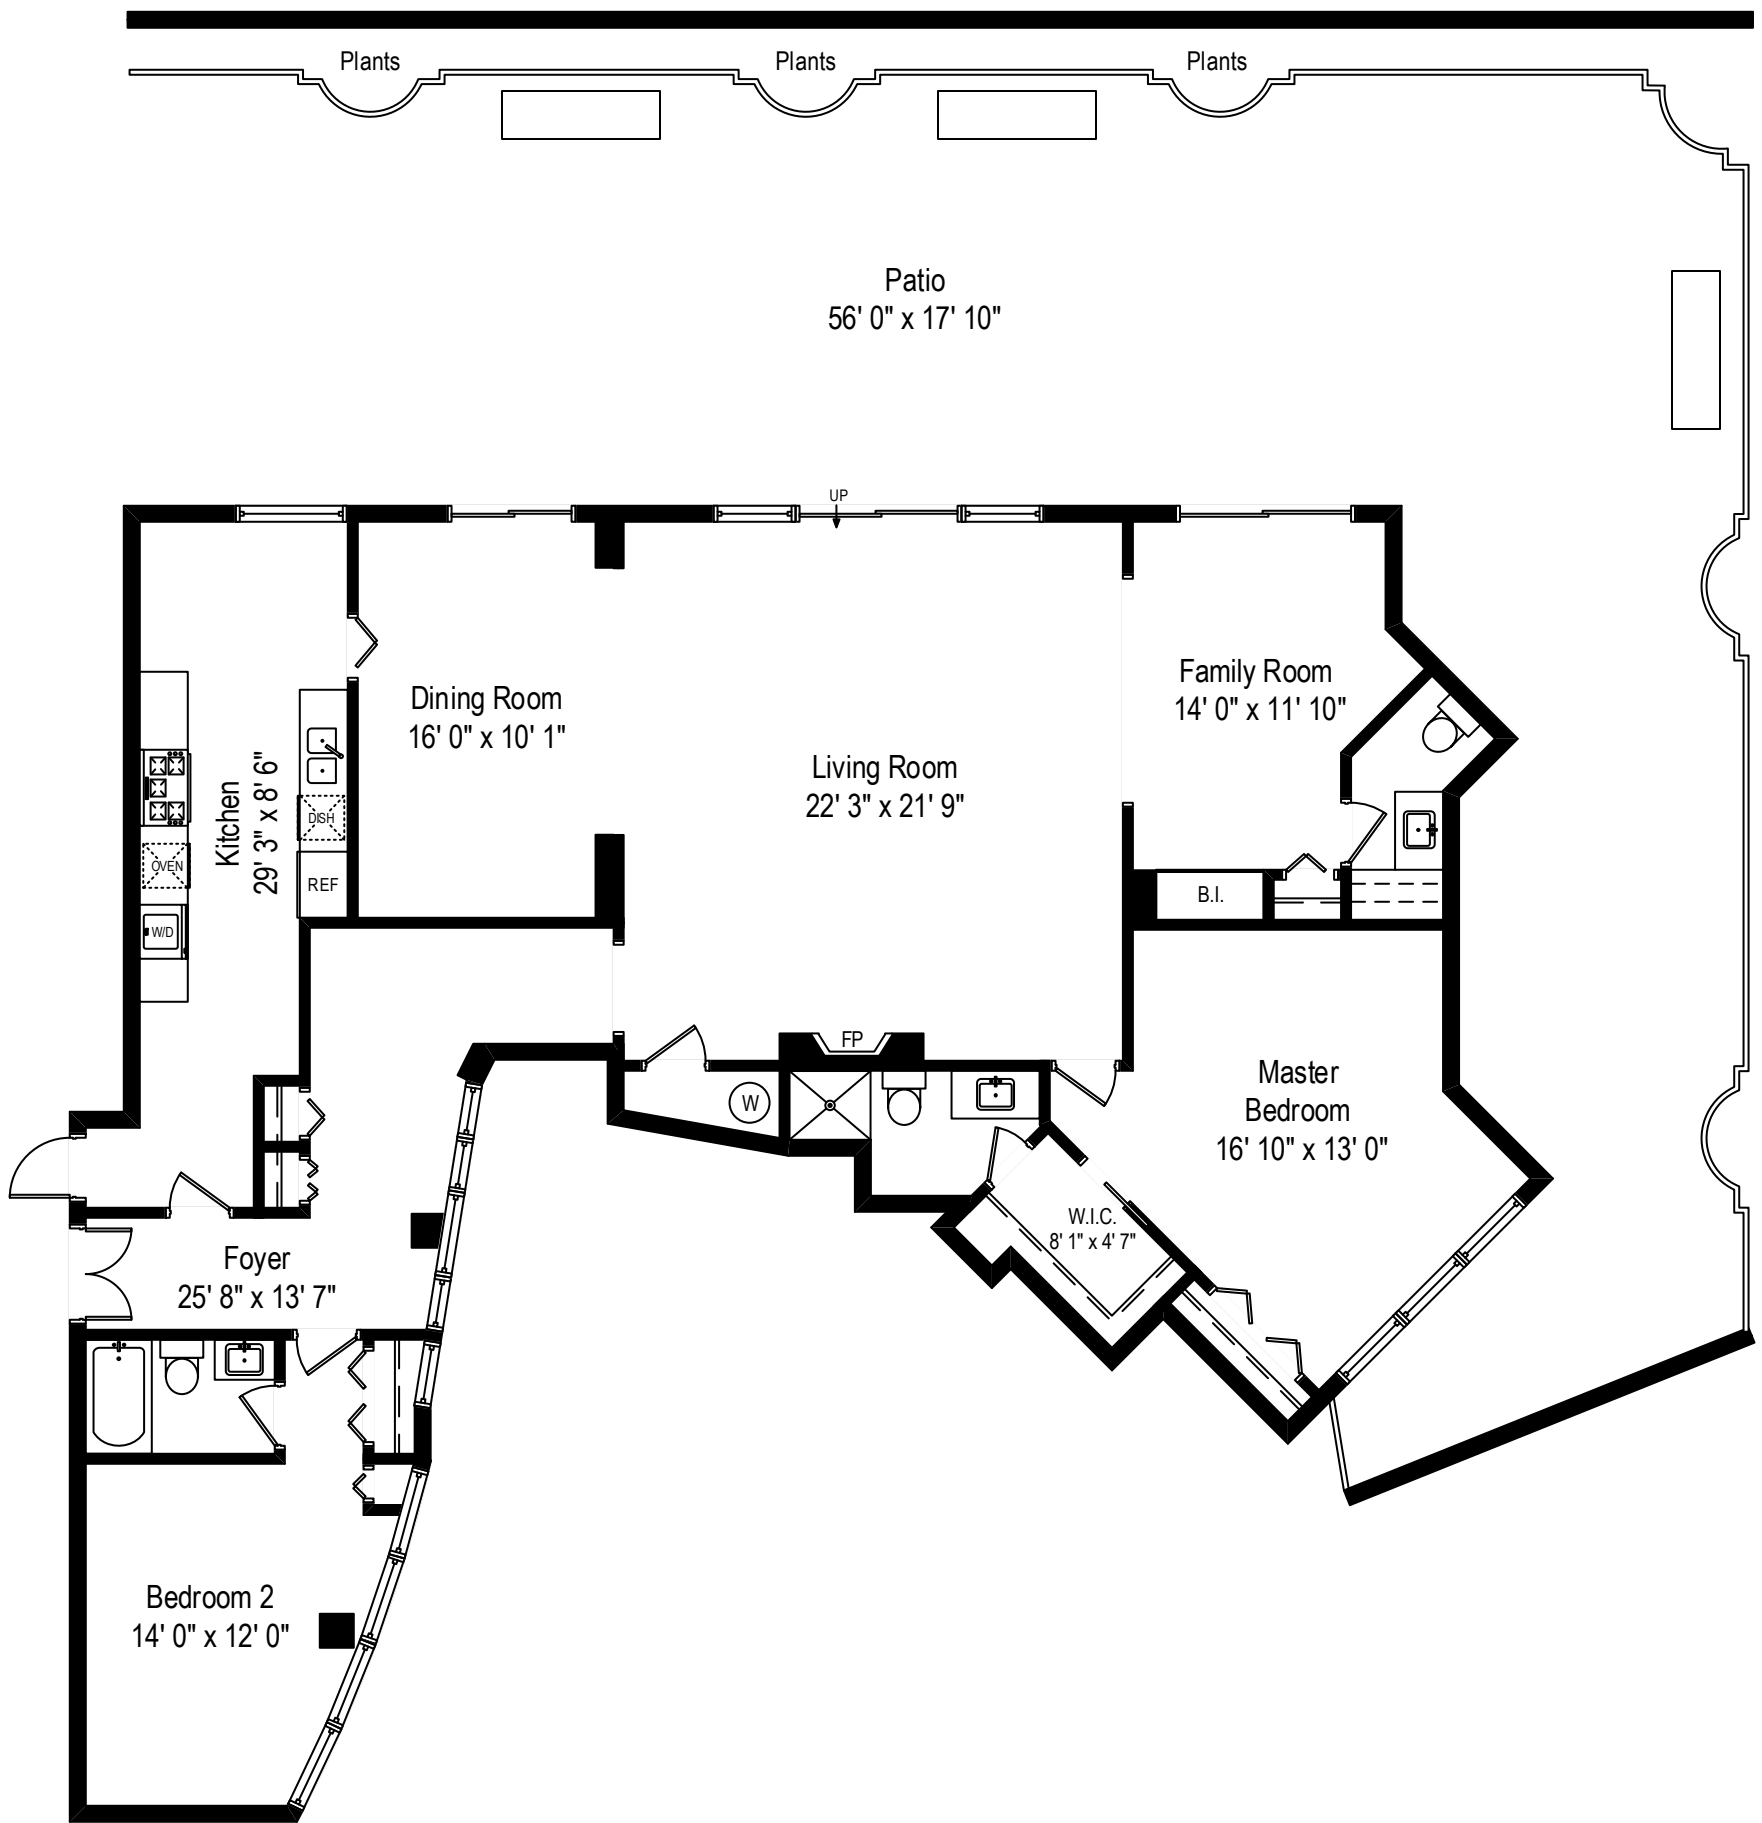 Plants
Plants
Plants
Patio
56' 0" x 17' 10"
UP
Family Room
14' 0" x 11' 10"
Dining Room
16' 0" x 10' 1"
Living Room
22' 3" x 21' 9"
Kitchen
29' 3" x 8' 6"
DISH
OVEN
REF
W/D
B.I.
FP
W
Master
Bedroom
16' 10" x 13' 0"
W.I.C.
8' 1" x 4' 7"
Foyer
25' 8" x 13' 7"
Bedroom 2
14' 0" x 12' 0"